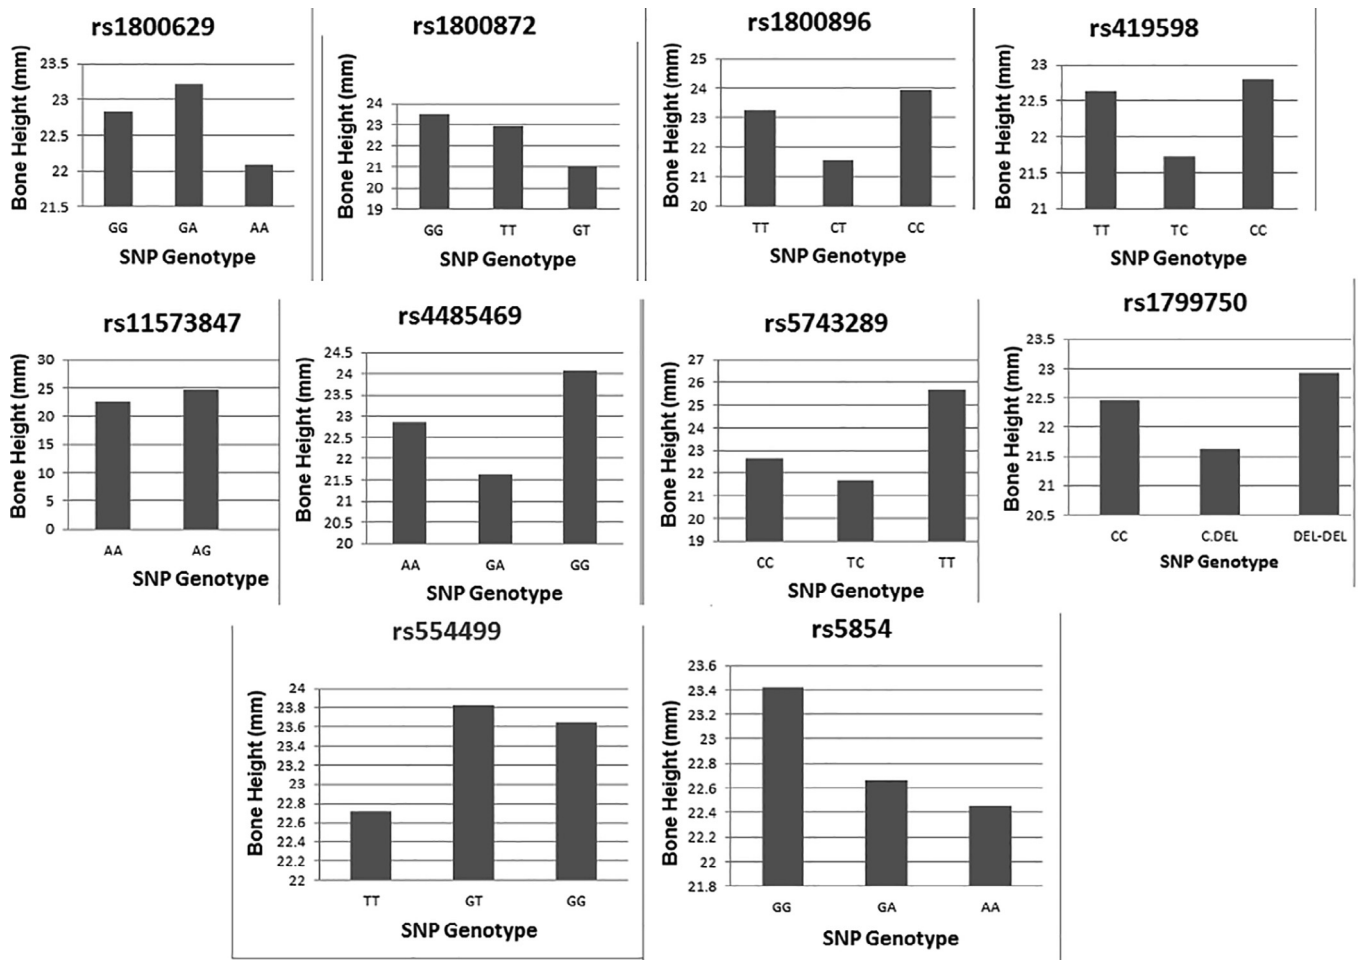 rs1800629
Bone Height (mm)
23.5
23
22.5
22
21.5
GG GA AA
SNP Genotype
rs1800872
Bone Height (mm)
24
23
22
21
20
19
GG TT GT
SNP Genotype
rs1800896
Bone Height (mm)
25
24
23
22
21
20
TT CT CC
SNP Genotype
rs419598
Bone Height (mm)
23
22.5
22
21.5
21
TT TC CC
SNP Genotype
rs11573847
Bone Height (mm)
30
25
20
15
10
5
0
AA AG
SNP Genotype
rs4485469
Bone Height (mm)
24.5
24
23.5
23
22.5
22
21.5
21
20.5
20
AA GA GG
SNP Genotype
rs5743289
Bone Height (mm)
27
26
25
24
23
22
21
20
19
CC TC TT
SNP Genotype
rs1799750
Bone Height (mm)
23.5
23
22.5
22
21.5
21
20.5
CC C.DEL DEL-DEL
SNP Genotype
rs554499
Bone Height (mm)
24
23.8
23.6
23.4
23.2
23
22.8
22.6
22.4
22.2
22
TT GT GG
SNP Genotype
rs5854
Bone Height (mm)
23.6
23.4
23.2
23
22.8
22.6
22.4
22.2
22
21.8
GG GA AA
SNP Genotype